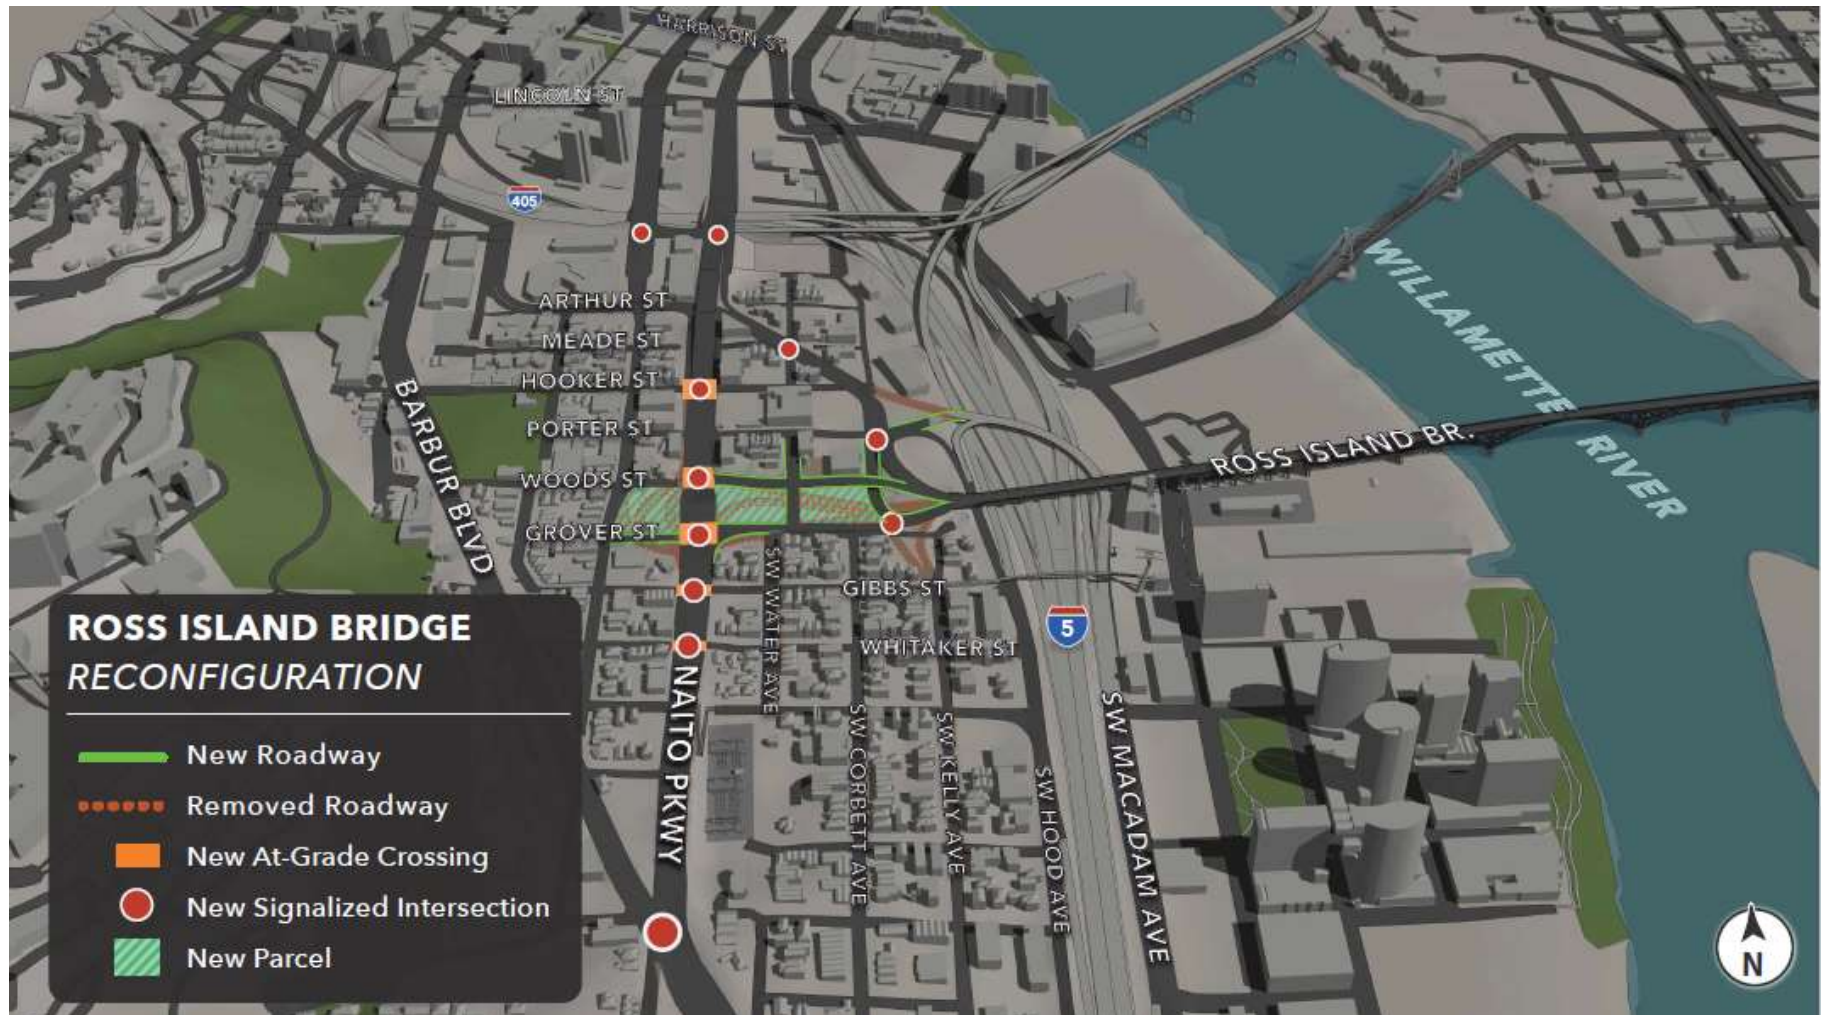 HARRISON ST
LINCOLN ST
405
ARTHUR ST
MEADE ST
HOOKER ST
PORTER ST
WOODS ST
GROVER ST
BARBUR BLVD
WILLAMETTE RIVER
ROSS ISLAND BR.
GIBBS ST
WHITAKER ST
5
SW WATER AVE
NAITO PKWY
SW CORBETT AVE
SW KELLY AVE
SW HOOD AVE
SW MACADAM AVE
ROSS ISLAND BRIDGE
RECONFIGURATION
New Roadway
Removed Roadway
New At-Grade Crossing
New Signalized Intersection
New Parcel
N